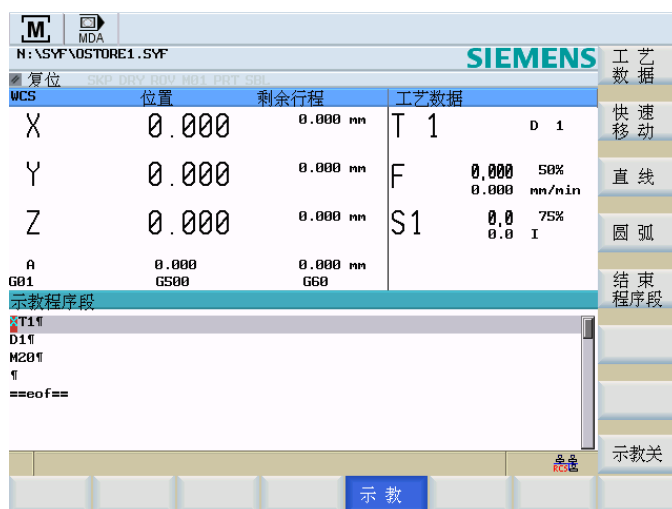 M
MDA
N:\SYF\OSTORE1.SYF
SIEMENS
复位 SKP DRY ROV M01 PRT SBL
WCS 位置 剩余行程 工艺数据
X 0.000 0.000 mm T 1 D 1
Y 0.000 0.000 mm F 0.000 50%
0.000 mm/min
Z 0.000 0.000 mm S1 0.0 75%
0.0 I
A 0.000 0.000 mm
G01 G500 G60
示教程序段
T1¶
D1¶
M20¶
¶
==eof==
RCS
示 教
工 艺
数 据
快 速
移 动
直 线
圆 弧
结 束
程序段
示教关